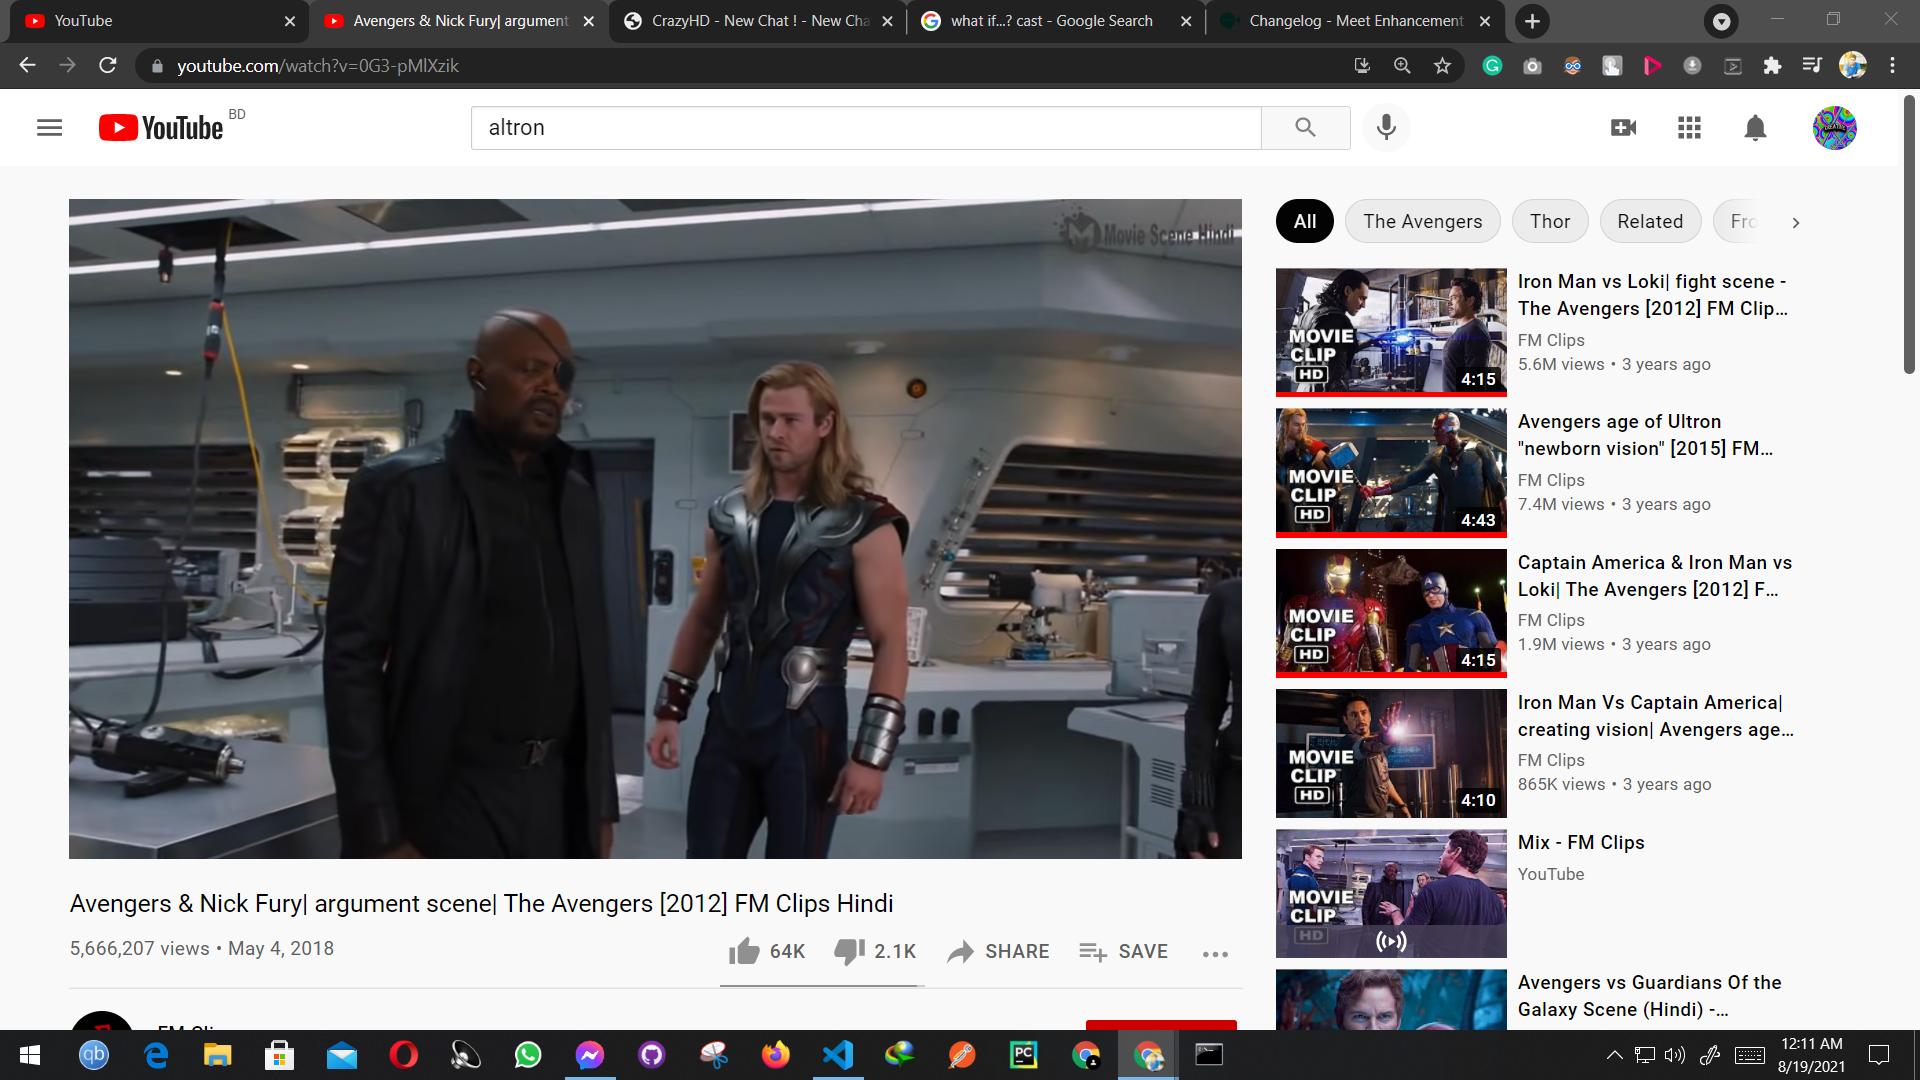 YouTube
Avengers & Nick Fury| argument
CrazyHD - New Chat ! - New Cha
what if...? cast - Google Search
Changelog - Meet Enhancement
youtube.com/watch?v=0G3-pMlXzik
YouTube BD
altron
Movie Scene Hindi
All
The Avengers
Thor
Related
Fro
MOVIE
CLIP
HD
4:15
Iron Man vs Loki| fight scene -
The Avengers [2012] FM Clip...
FM Clips
5.6M views • 3 years ago
MOVIE
CLIP
HD
4:43
Avengers age of Ultron
"newborn vision" [2015] FM...
FM Clips
7.4M views • 3 years ago
MOVIE
CLIP
HD
4:15
Captain America & Iron Man vs
Loki| The Avengers [2012] F...
FM Clips
1.9M views • 3 years ago
MOVIE
CLIP
HD
4:10
Iron Man Vs Captain America|
creating vision| Avengers age...
FM Clips
865K views • 3 years ago
MOVIE
CLIP
HD
Mix - FM Clips
YouTube
Avengers vs Guardians Of the
Galaxy Scene (Hindi) -...
Avengers & Nick Fury| argument scene| The Avengers [2012] FM Clips Hindi
5,666,207 views • May 4, 2018
64K
2.1K
SHARE
SAVE
qb
PC
12:11 AM
8/19/2021